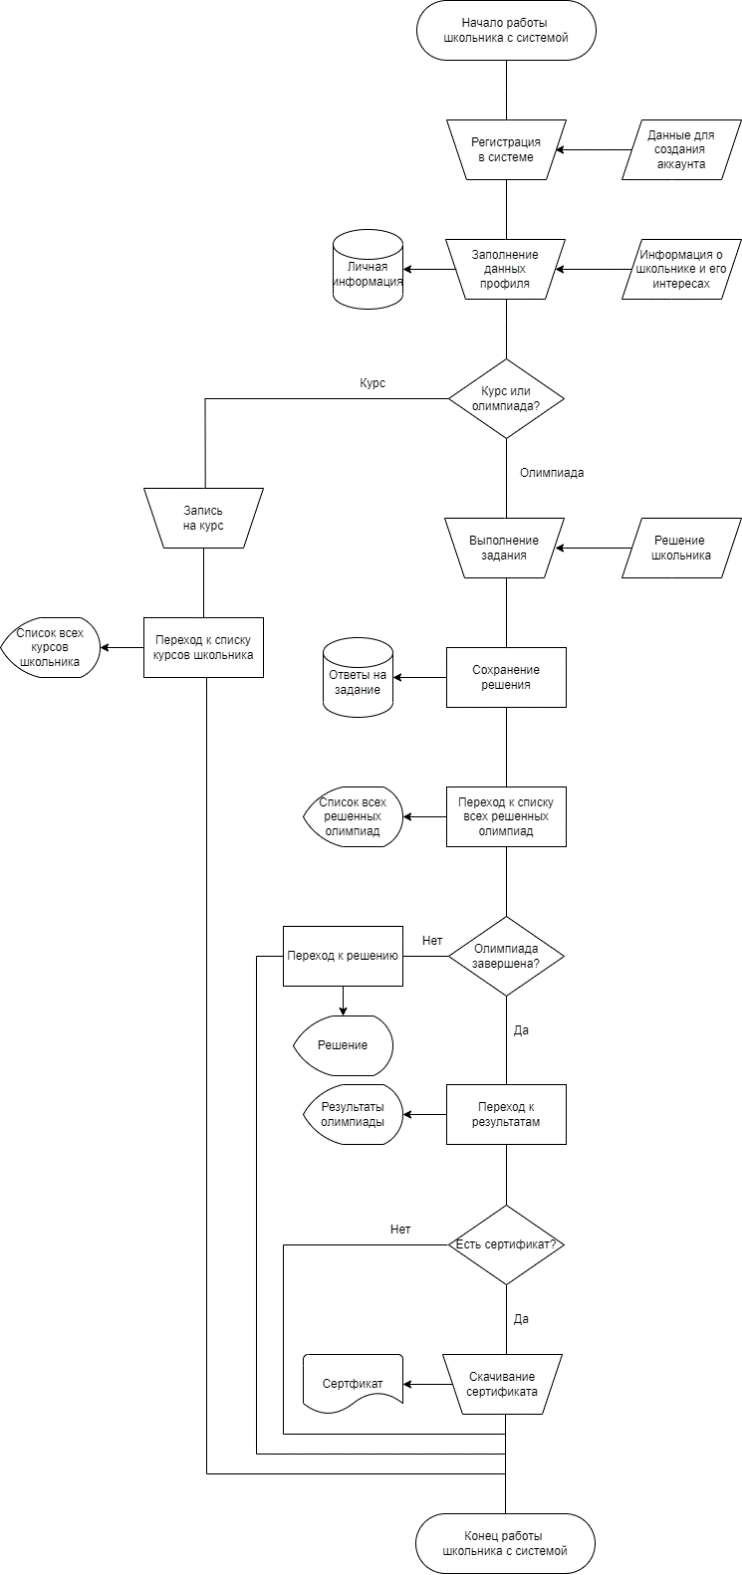 Начало работы
школьника с системой
Регистрация
в системе
Данные для
создания
аккаунта
Личная
информация
Заполнение
данных
профиля
Информация о
школьнике и его
интересах
Курс
Курс или
олимпиада?
Олимпиада
Запись
на курс
Выполнение
задания
Решение
школьника
Список всех
курсов
школьника
Переход к списку
курсов школьника
Ответы на
задание
Сохранение
решения
Список всех
решенных
олимпиад
Переход к списку
всех решенных
олимпиад
Переход к решению
Нет
Олимпиада
завершена?
Да
Решение
Результаты
олимпиады
Переход к
результатам
Нет
Есть сертификат?
Да
Сертфикат
Скачивание
сертификата
Конец работы
школьника с системой